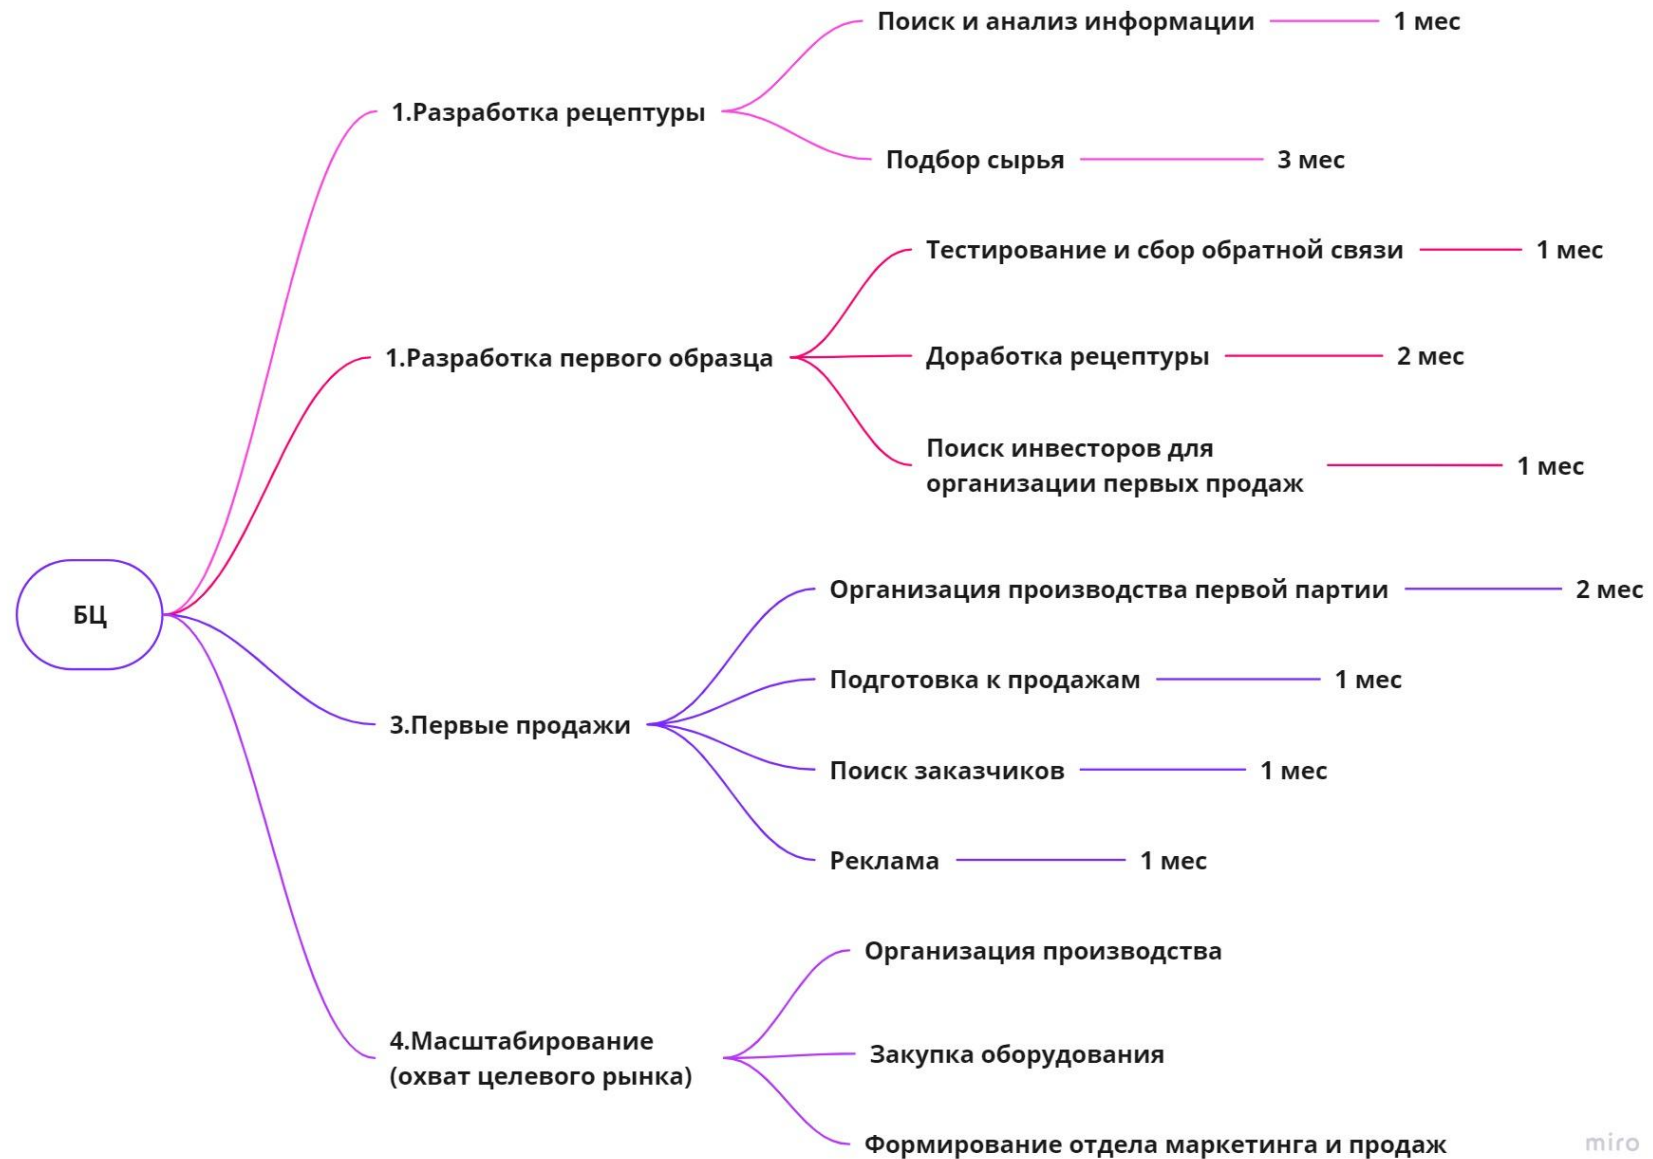 Поиск и анализ информации
1 мес
1.Разработка рецептуры
Подбор сырья
3 мес
Тестирование и сбор обратной связи
1 мес
1.Разработка первого образца
Доработка рецептуры
2 мес
Поиск инвесторов для
организации первых продаж
1 мес
БЦ
Организация производства первой партии
2 мес
Подготовка к продажам
1 мес
3.Первые продажи
Поиск заказчиков
1 мес
Реклама
1 мес
Организация производства
4.Масштабирование
(охват целевого рынка)
Закупка оборудования
Формирование отдела маркетинга и продаж
miro